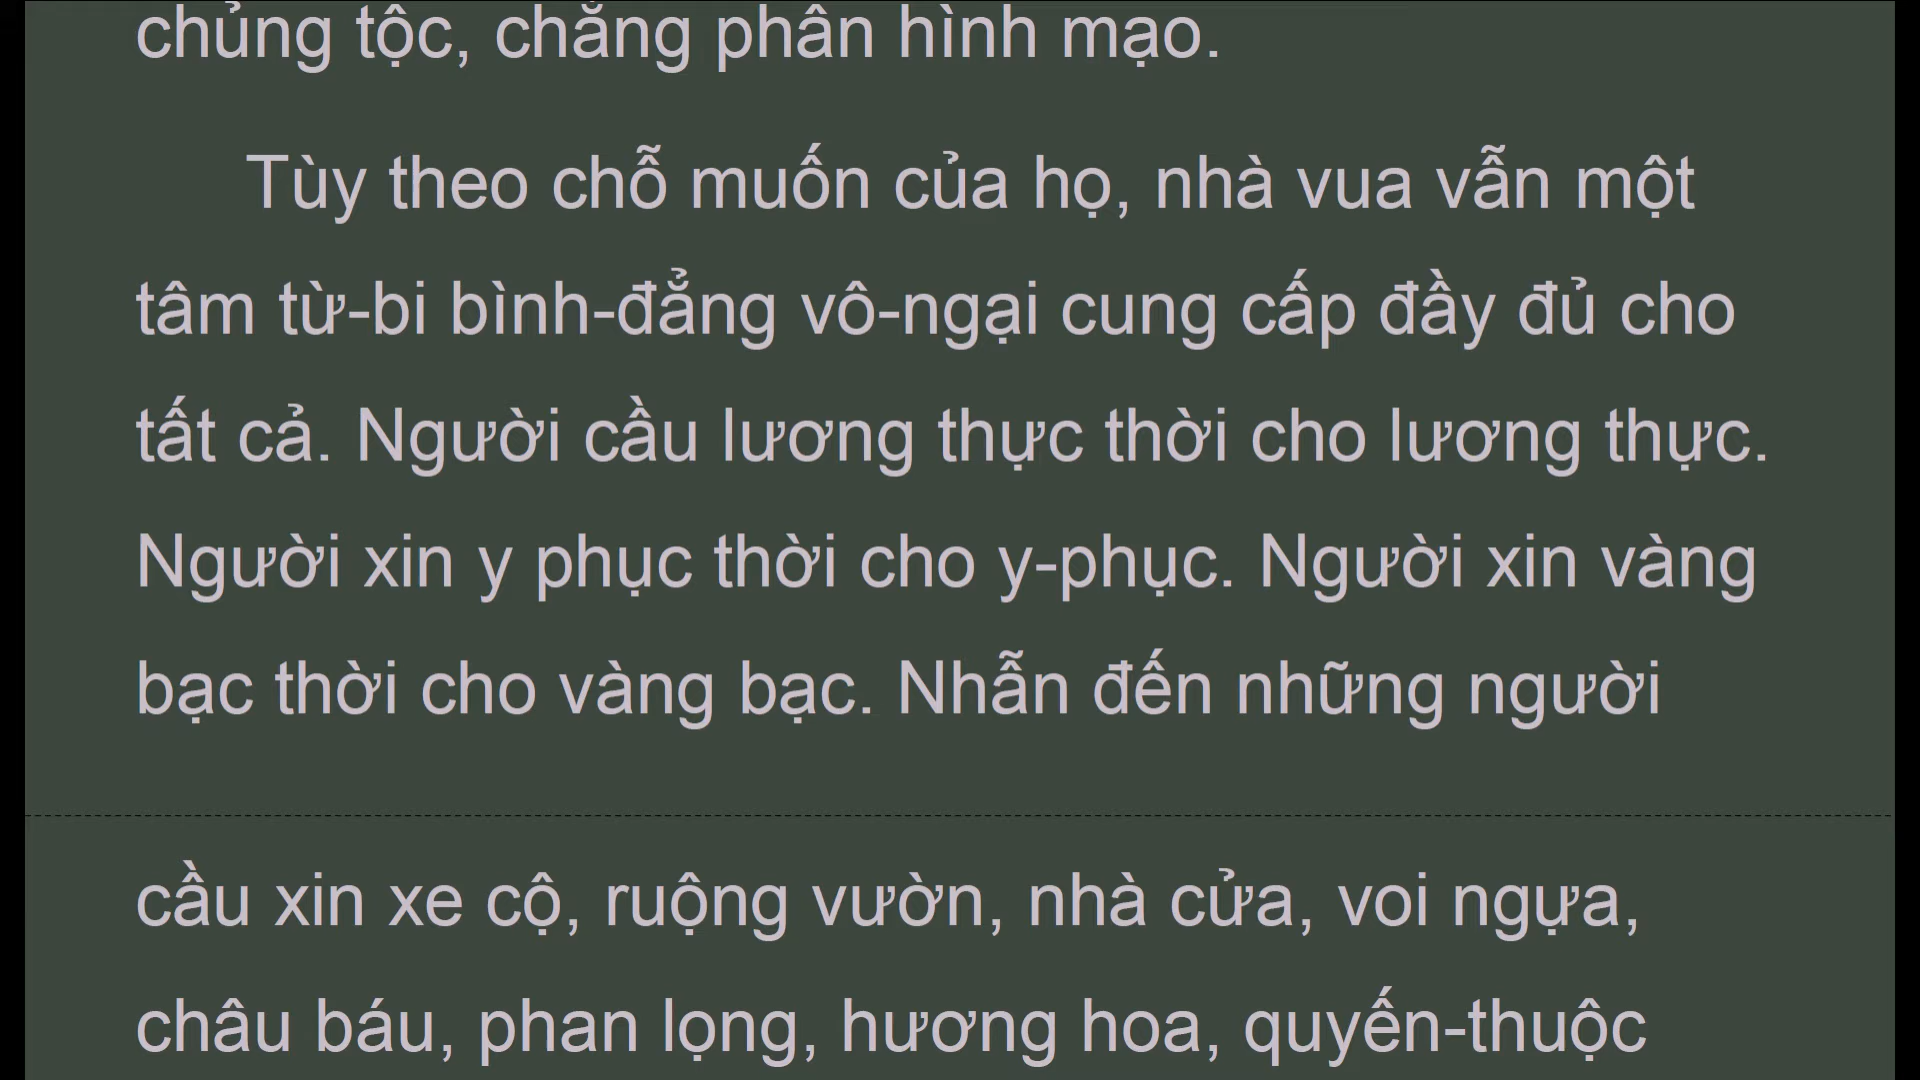 chủng tộc, chẳng phân hình mạo.
Tùy theo chỗ muốn của họ, nhà vua vẫn một
tâm từ-bi bình-đẳng vô-ngại cung cấp đầy đủ cho
tất cả. Người cầu lương thực thời cho lương thực.
Người xin y phục thời cho y-phục. Người xin vàng
bạc thời cho vàng bạc. Nhẫn đến những người
cầu xin xe cộ, ruộng vườn, nhà cửa, voi ngựa,
châu báu, phan lọng, hương hoa, quyến-thuộc